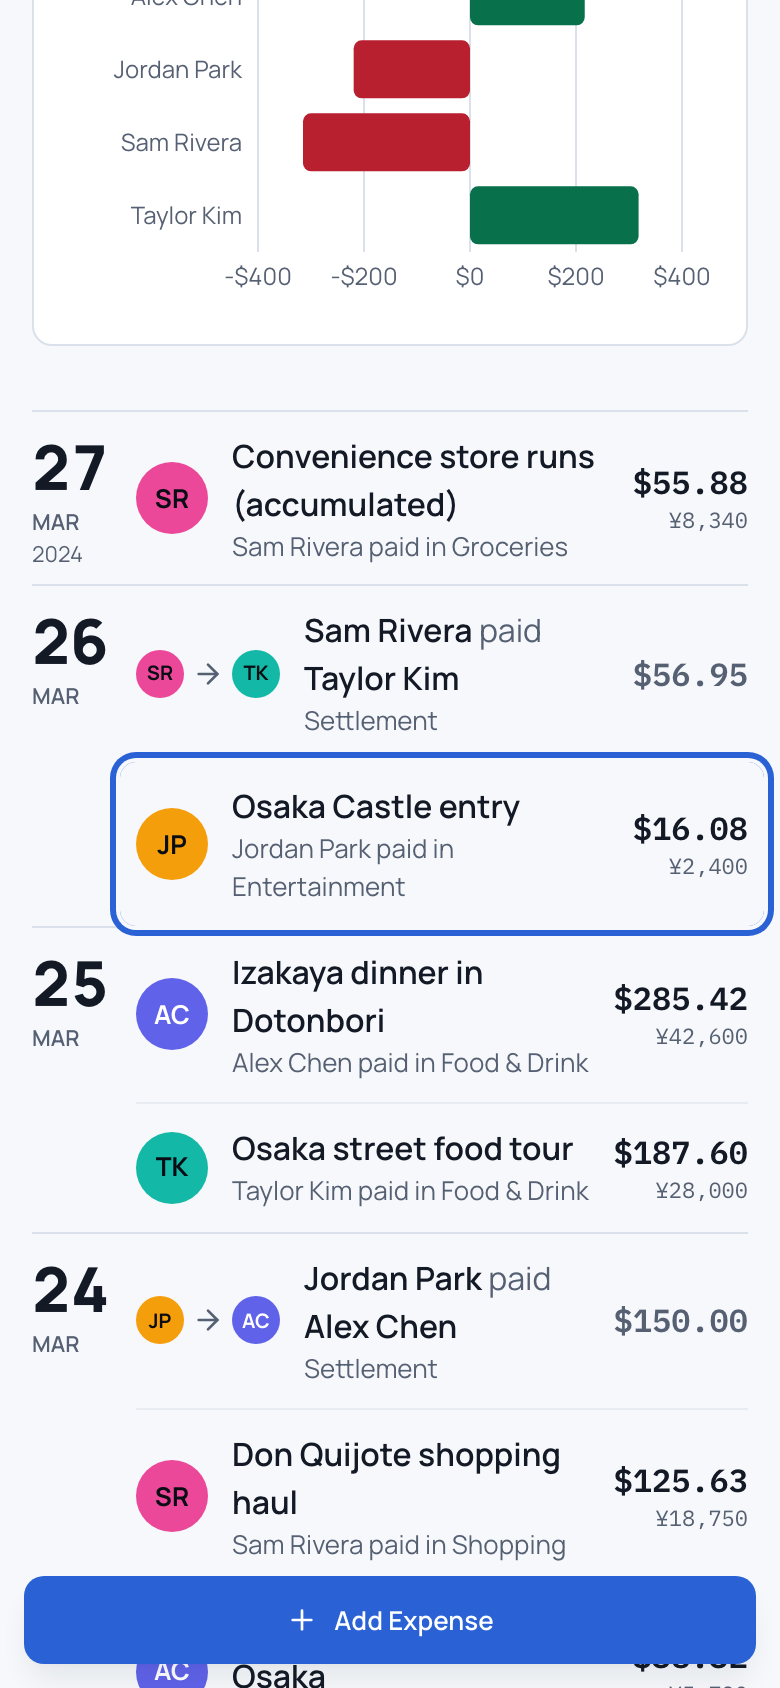 Alex Chen
Jordan Park
Sam Rivera
Taylor Kim
-$400 -$200 $0 $200 $400
27
MAR
2024
SR
Convenience store runs
(accumulated)
Sam Rivera paid in Groceries
$55.88
¥8,340
26
MAR
SR → TK
Sam Rivera paid
Taylor Kim
Settlement
$56.95
JP
Osaka Castle entry
Jordan Park paid in
Entertainment
$16.08
¥2,400
25
MAR
AC
Izakaya dinner in
Dotonbori
Alex Chen paid in Food & Drink
$285.42
¥42,600
TK
Osaka street food tour
Taylor Kim paid in Food & Drink
$187.60
¥28,000
24
MAR
JP → AC
Jordan Park paid
Alex Chen
Settlement
$150.00
SR
Don Quijote shopping
haul
Sam Rivera paid in Shopping
$125.63
¥18,750
+ Add Expense
AC
Osaka